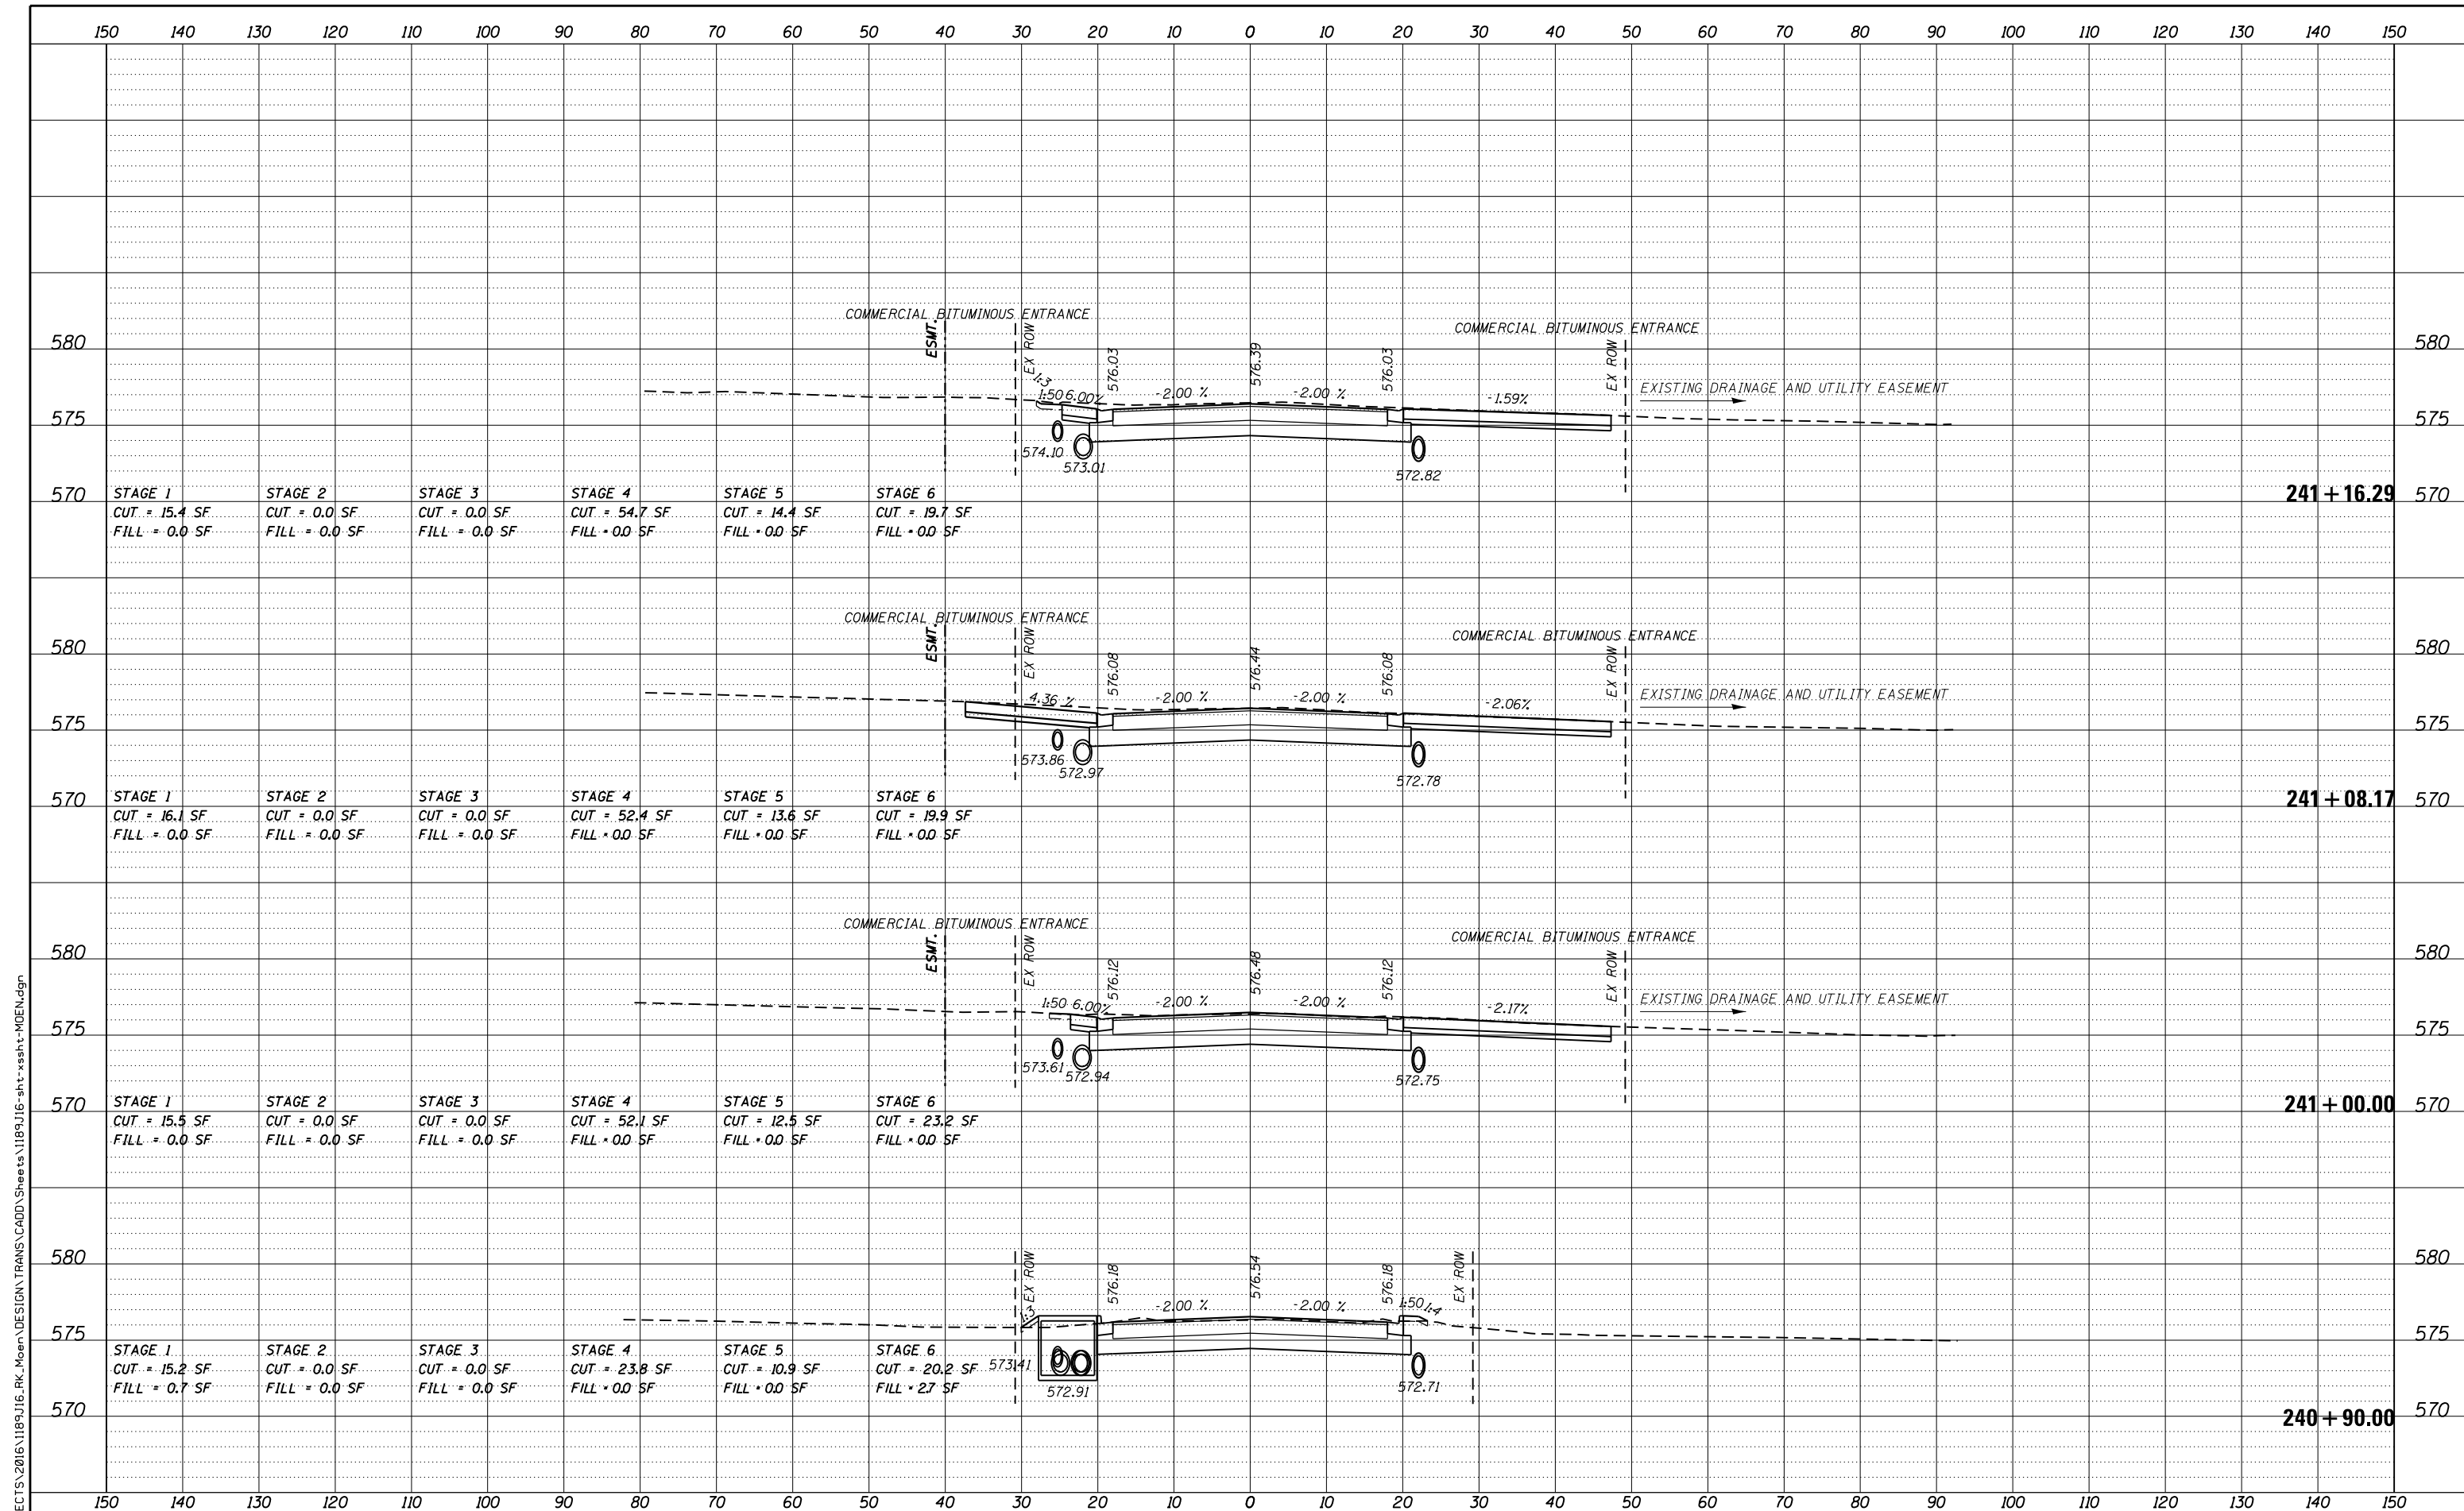 150 140 130 120 110 100 90 80 70 60 50 40 30 20 10 0 10 20 30 40 50 60 70 80 90 100 110 120 130 140 150
COMMERCIAL BITUMINOUS ENTRANCE
COMMERCIAL BITUMINOUS ENTRANCE
580 ESMT. EX ROW 576.03 576.39 576.03 EX ROW 580
1:3
1:50 6.00% -2.00 % -2.00 % -1.59% EXISTING DRAINAGE AND UTILITY EASEMENT
575 575
574.10 573.01 572.82
570 241 + 16.29 570
STAGE 1 STAGE 2 STAGE 3 STAGE 4 STAGE 5 STAGE 6
CUT = 15.4 SF CUT = 0.0 SF CUT = 0.0 SF CUT = 54.7 SF CUT = 14.4 SF CUT = 19.7 SF
FILL = 0.0 SF FILL = 0.0 SF FILL = 0.0 SF FILL = 0.0 SF FILL = 0.0 SF FILL = 0.0 SF
COMMERCIAL BITUMINOUS ENTRANCE
COMMERCIAL BITUMINOUS ENTRANCE
580 ESMT. EX ROW 576.08 576.44 576.08 EX ROW 580
4.36 % -2.00 % -2.00 % -2.06% EXISTING DRAINAGE AND UTILITY EASEMENT
575 575
573.86 572.97 572.78
570 241 + 08.17 570
STAGE 1 STAGE 2 STAGE 3 STAGE 4 STAGE 5 STAGE 6
CUT = 16.1 SF CUT = 0.0 SF CUT = 0.0 SF CUT = 52.4 SF CUT = 13.6 SF CUT = 19.9 SF
FILL = 0.0 SF FILL = 0.0 SF FILL = 0.0 SF FILL = 0.0 SF FILL = 0.0 SF FILL = 0.0 SF
COMMERCIAL BITUMINOUS ENTRANCE
COMMERCIAL BITUMINOUS ENTRANCE
580 ESMT. EX ROW 576.12 576.48 576.12 EX ROW 580
1:50 6.00% -2.00 % -2.00 % -2.17% EXISTING DRAINAGE AND UTILITY EASEMENT
575 575
573.61 572.94 572.75
570 241 + 00.00 570
STAGE 1 STAGE 2 STAGE 3 STAGE 4 STAGE 5 STAGE 6
CUT = 15.5 SF CUT = 0.0 SF CUT = 0.0 SF CUT = 52.1 SF CUT = 12.5 SF CUT = 23.2 SF
FILL = 0.0 SF FILL = 0.0 SF FILL = 0.0 SF FILL = 0.0 SF FILL = 0.0 SF FILL = 0.0 SF
580 EX ROW 576.18 576.54 576.18 EX ROW 580
1:3 -2.00 % -2.00 % 1:50 1:4
575 575
STAGE 1 STAGE 2 STAGE 3 STAGE 4 STAGE 5 STAGE 6
CUT = 15.2 SF CUT = 0.0 SF CUT = 0.0 SF CUT = 23.8 SF CUT = 10.9 SF CUT = 20.2 SF 573.41
FILL = 0.7 SF FILL = 0.0 SF FILL = 0.0 SF FILL = 0.0 SF FILL = 0.0 SF FILL = 2.7 SF 572.91 572.71
570 240 + 90.00 570
150 140 130 120 110 100 90 80 70 60 50 40 30 20 10 0 10 20 30 40 50 60 70 80 90 100 110 120 130 140 150
ECTS\2016\1189J16_RK_Moen\DESIGN\TRANS\CADD\Sheets\1189J16-sht-xssht-MOEN.dgn